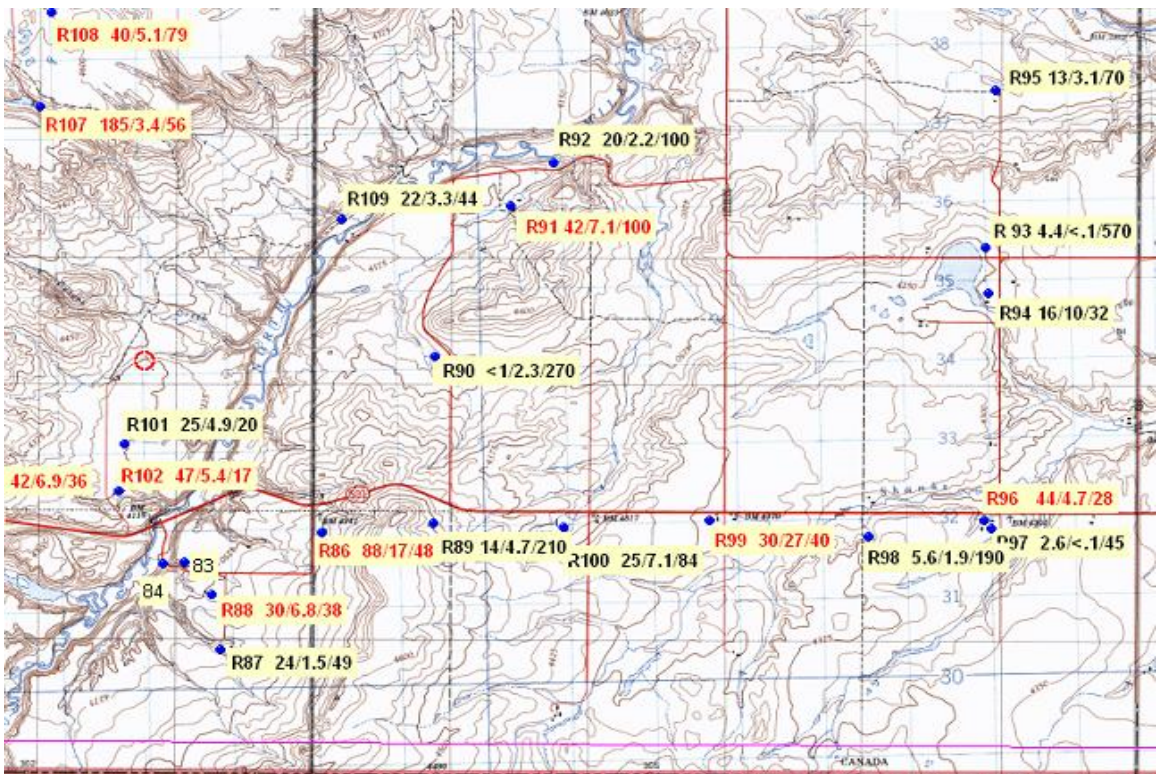 R108 40/5.1/79
38
R95 13/3.1/70
R107 185/3.4/56
R92 20/2.2/100
37
R109 22/3.3/44
36
R91 42/7.1/100
R 93 4.4/<.1/570
35
R94 16/10/32
NORTH
34
R90 <1/2.3/270
R101 25/4.9/20
33
42/6.9/36
R102 47/5.4/17
Skunke
R96 44/4.7/28
BM
32
R86 88/17/48
R89 14/4.7/210
R99 30/27/40
R98 5.6/1.9/190
R97 2.6/<.1/45
R100 25/7.1/84
83
84
31
R88 30/6.8/38
R87 24/1.5/49
30
CANADA